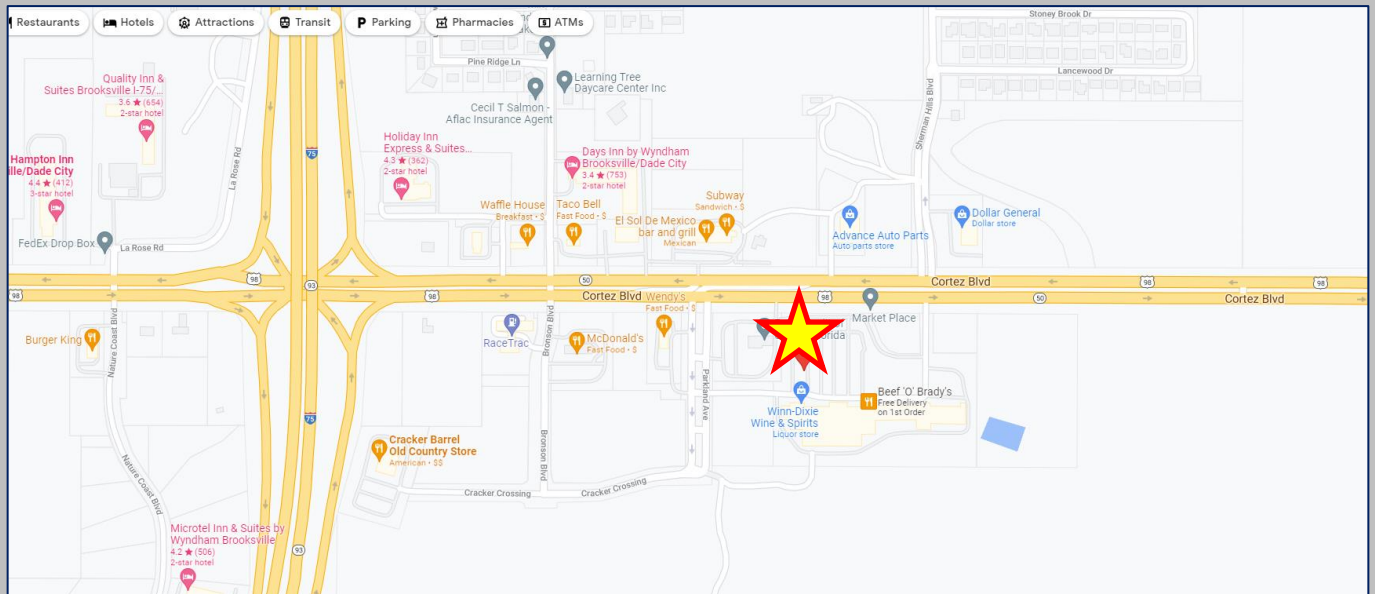 Restaurants
Hotels
Attractions
Transit
Parking
Pharmacies
ATMs
Stoney Brook Dr
Pine Ridge Ln
Lancewood Dr
Quality Inn &
Suites Brooksville I-75/...
3.6 ★ (654)
2-star hotel
Learning Tree
Daycare Center Inc
Cecil T Salmon -
Aflac Insurance Agent
Sherman Hills Blvd
75
Holiday Inn
Express & Suites...
4.3 ★ (362)
2-star hotel
Days Inn by Wyndham
Brooksville/Dade City
3.4 ★ (753)
2-star hotel
Hampton Inn
ille/Dade City
4.4 ★ (412)
3-star hotel
La Rose Rd
Waffle House
Breakfast • $
Taco Bell
Fast Food • $
Subway
Sandwich • $
El Sol De Mexico
bar and grill
Mexican
Advance Auto Parts
Auto parts store
Dollar General
Dollar store
FedEx Drop Box
La Rose Rd
98
93
50
Cortez Blvd
98
98
98
98
Cortez Blvd
98
50
Cortez Blvd
Wendy's
Fast Food • $
Market Place
rida
Burger King
Nature Coast Blvd
RaceTrac
Bronson Blvd
McDonald's
Fast Food • $
Parkland Ave
Beef 'O' Brady's
Free Delivery
on 1st Order
Winn-Dixie
Wine & Spirits
Liquor store
75
Cracker Barrel
Old Country Store
American • $$
Bronson Blvd
Nature Coast Blvd
Cracker Crossing
Cracker Crossing
Microtel Inn & Suites by
Wyndham Brooksville
4.2 ★ (506)
2-star hotel
93